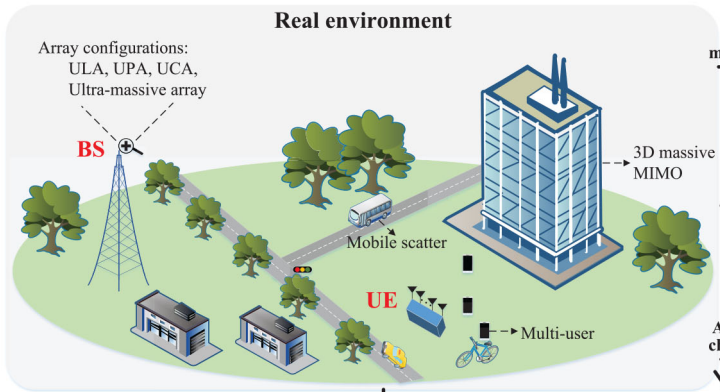 Real environment
Array configurations:
ULA, UPA, UCA,
Ultra-massive array
BS
3D massive
MIMO
Mobile scatter
UE
Multi-user